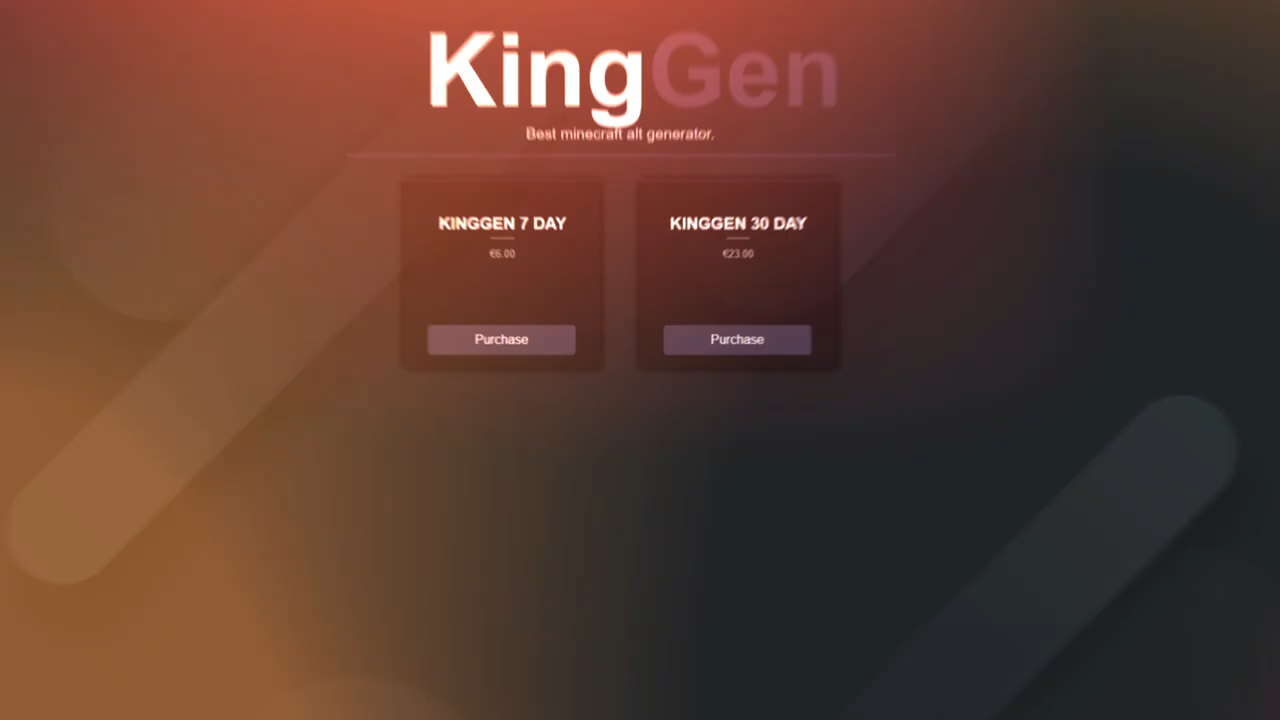 KingGen
Best minecraft alt generator.
KINGGEN 7 DAY
€6.00
Purchase
KINGGEN 30 DAY
€23.00
Purchase